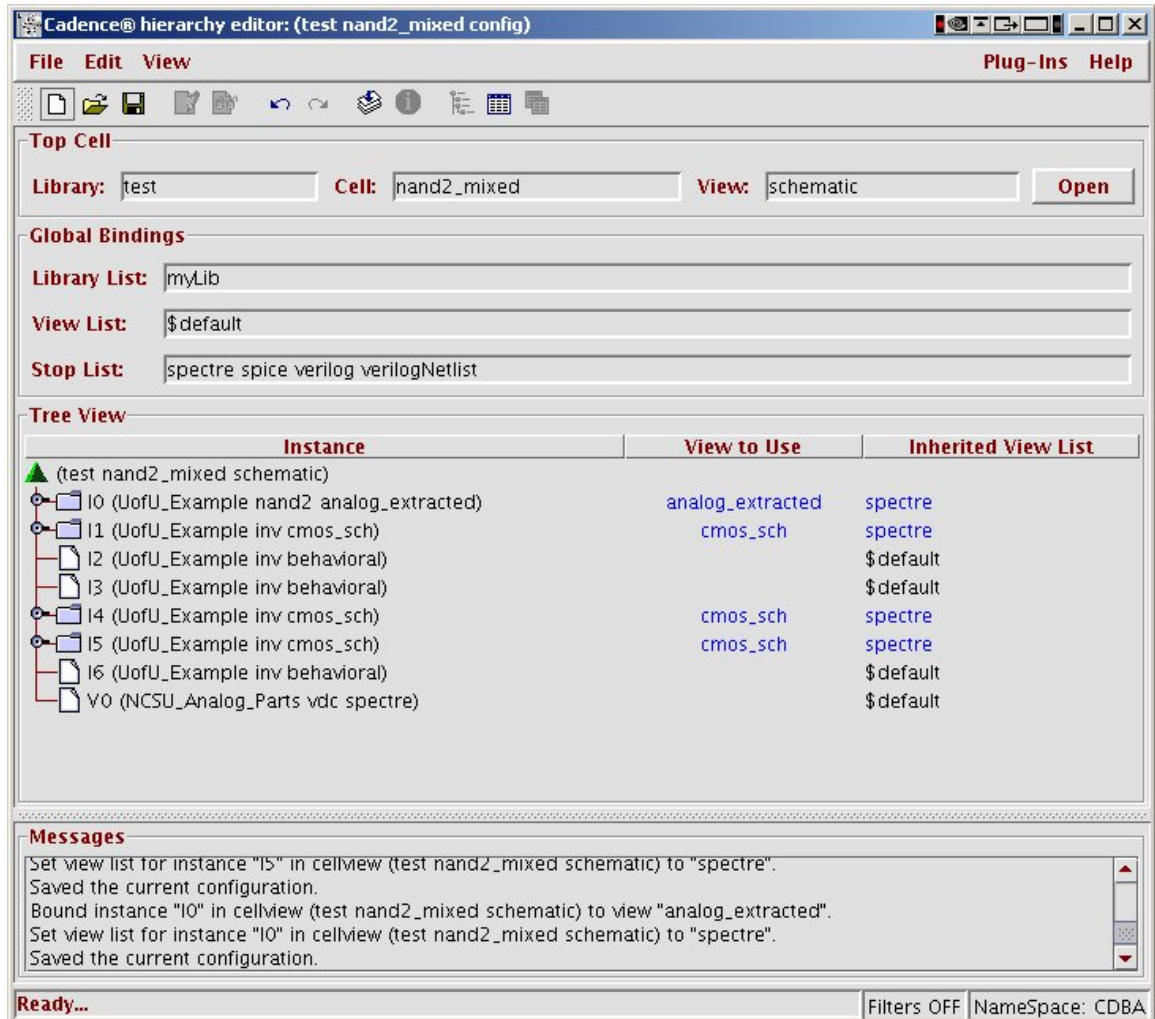 Cadence® hierarchy editor: (test nand2_mixed config)
File Edit View Plug-Ins Help
Top Cell
Library: test Cell: nand2_mixed View: schematic Open
Global Bindings
Library List: myLib
View List: $default
Stop List: spectre spice verilog verilogNetlist
Tree View
Instance View to Use Inherited View List
(test nand2_mixed schematic)
I0 (UofU_Example nand2 analog_extracted) analog_extracted spectre
I1 (UofU_Example inv cmos_sch) cmos_sch spectre
I2 (UofU_Example inv behavioral) $default
I3 (UofU_Example inv behavioral) $default
I4 (UofU_Example inv cmos_sch) cmos_sch spectre
I5 (UofU_Example inv cmos_sch) cmos_sch spectre
I6 (UofU_Example inv behavioral) $default
V0 (NCSU_Analog_Parts vdc spectre) $default
Messages
Set view list for instance "I5" in cellview (test nand2_mixed schematic) to "spectre".
Saved the current configuration.
Bound instance "I0" in cellview (test nand2_mixed schematic) to view "analog_extracted".
Set view list for instance "I0" in cellview (test nand2_mixed schematic) to "spectre".
Saved the current configuration.
Ready... Filters OFF NameSpace: CDBA